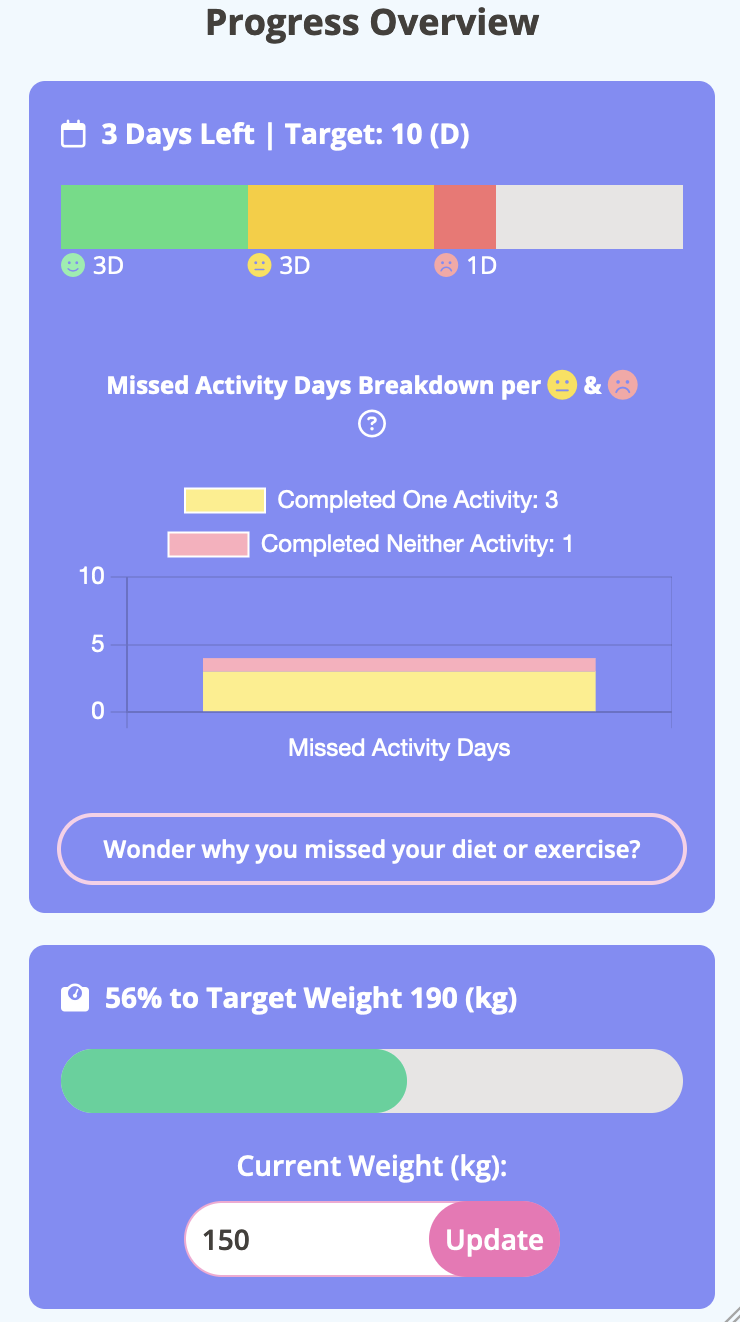 Progress Overview
3 Days Left | Target: 10 (D)
3D 3D 1D
Missed Activity Days Breakdown per & 
?
Completed One Activity: 3
Completed Neither Activity: 1
10
5
0
Missed Activity Days
Wonder why you missed your diet or exercise?
56% to Target Weight 190 (kg)
Current Weight (kg):
150 Update